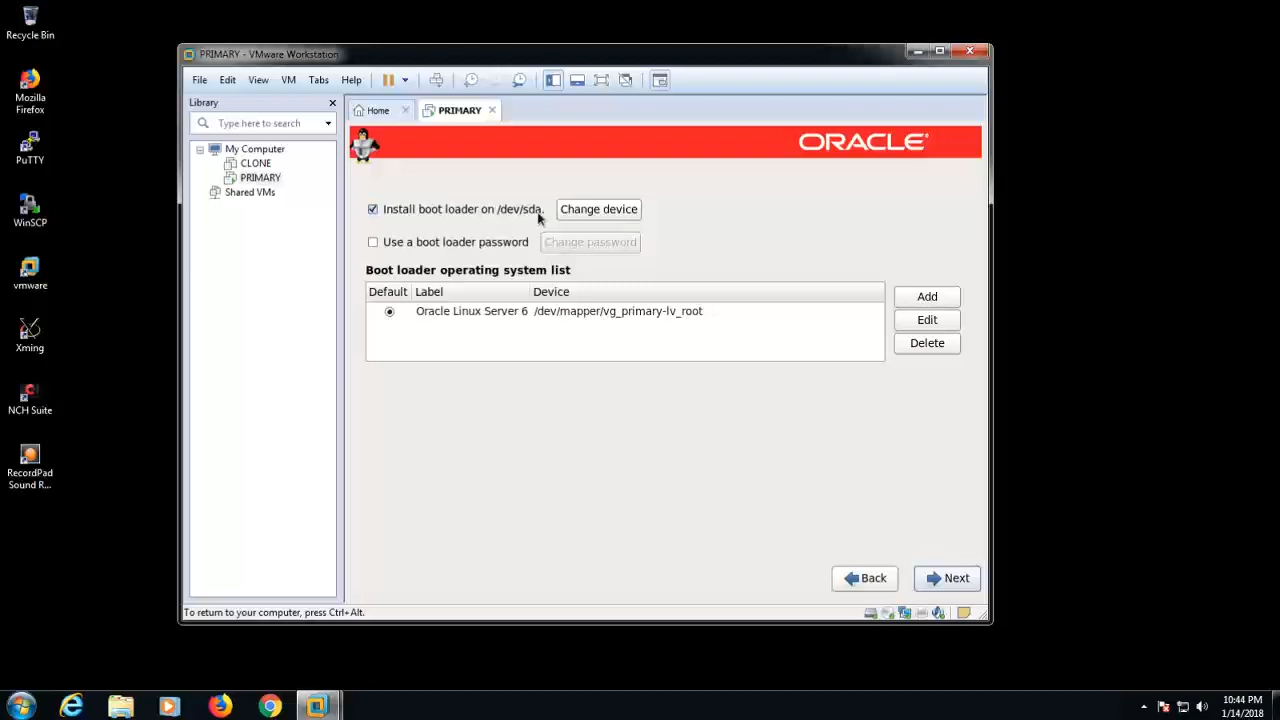 Recycle Bin
Mozilla
Firefox
PuTTY
WinSCP
vmware
Xming
NCH Suite
RecordPad
Sound R...
PRIMARY - VMware Workstation
File Edit View VM Tabs Help
Library
Type here to search
My Computer
CLONE
PRIMARY
Shared VMs
Home PRIMARY
ORACLE
Install boot loader on /dev/sda. Change device
Use a boot loader password Change password
Boot loader operating system list
Default Label Device
Oracle Linux Server 6 /dev/mapper/vg_primary-lv_root
Add
Edit
Delete
Back Next
To return to your computer, press Ctrl+Alt.
10:44 PM
1/14/2018